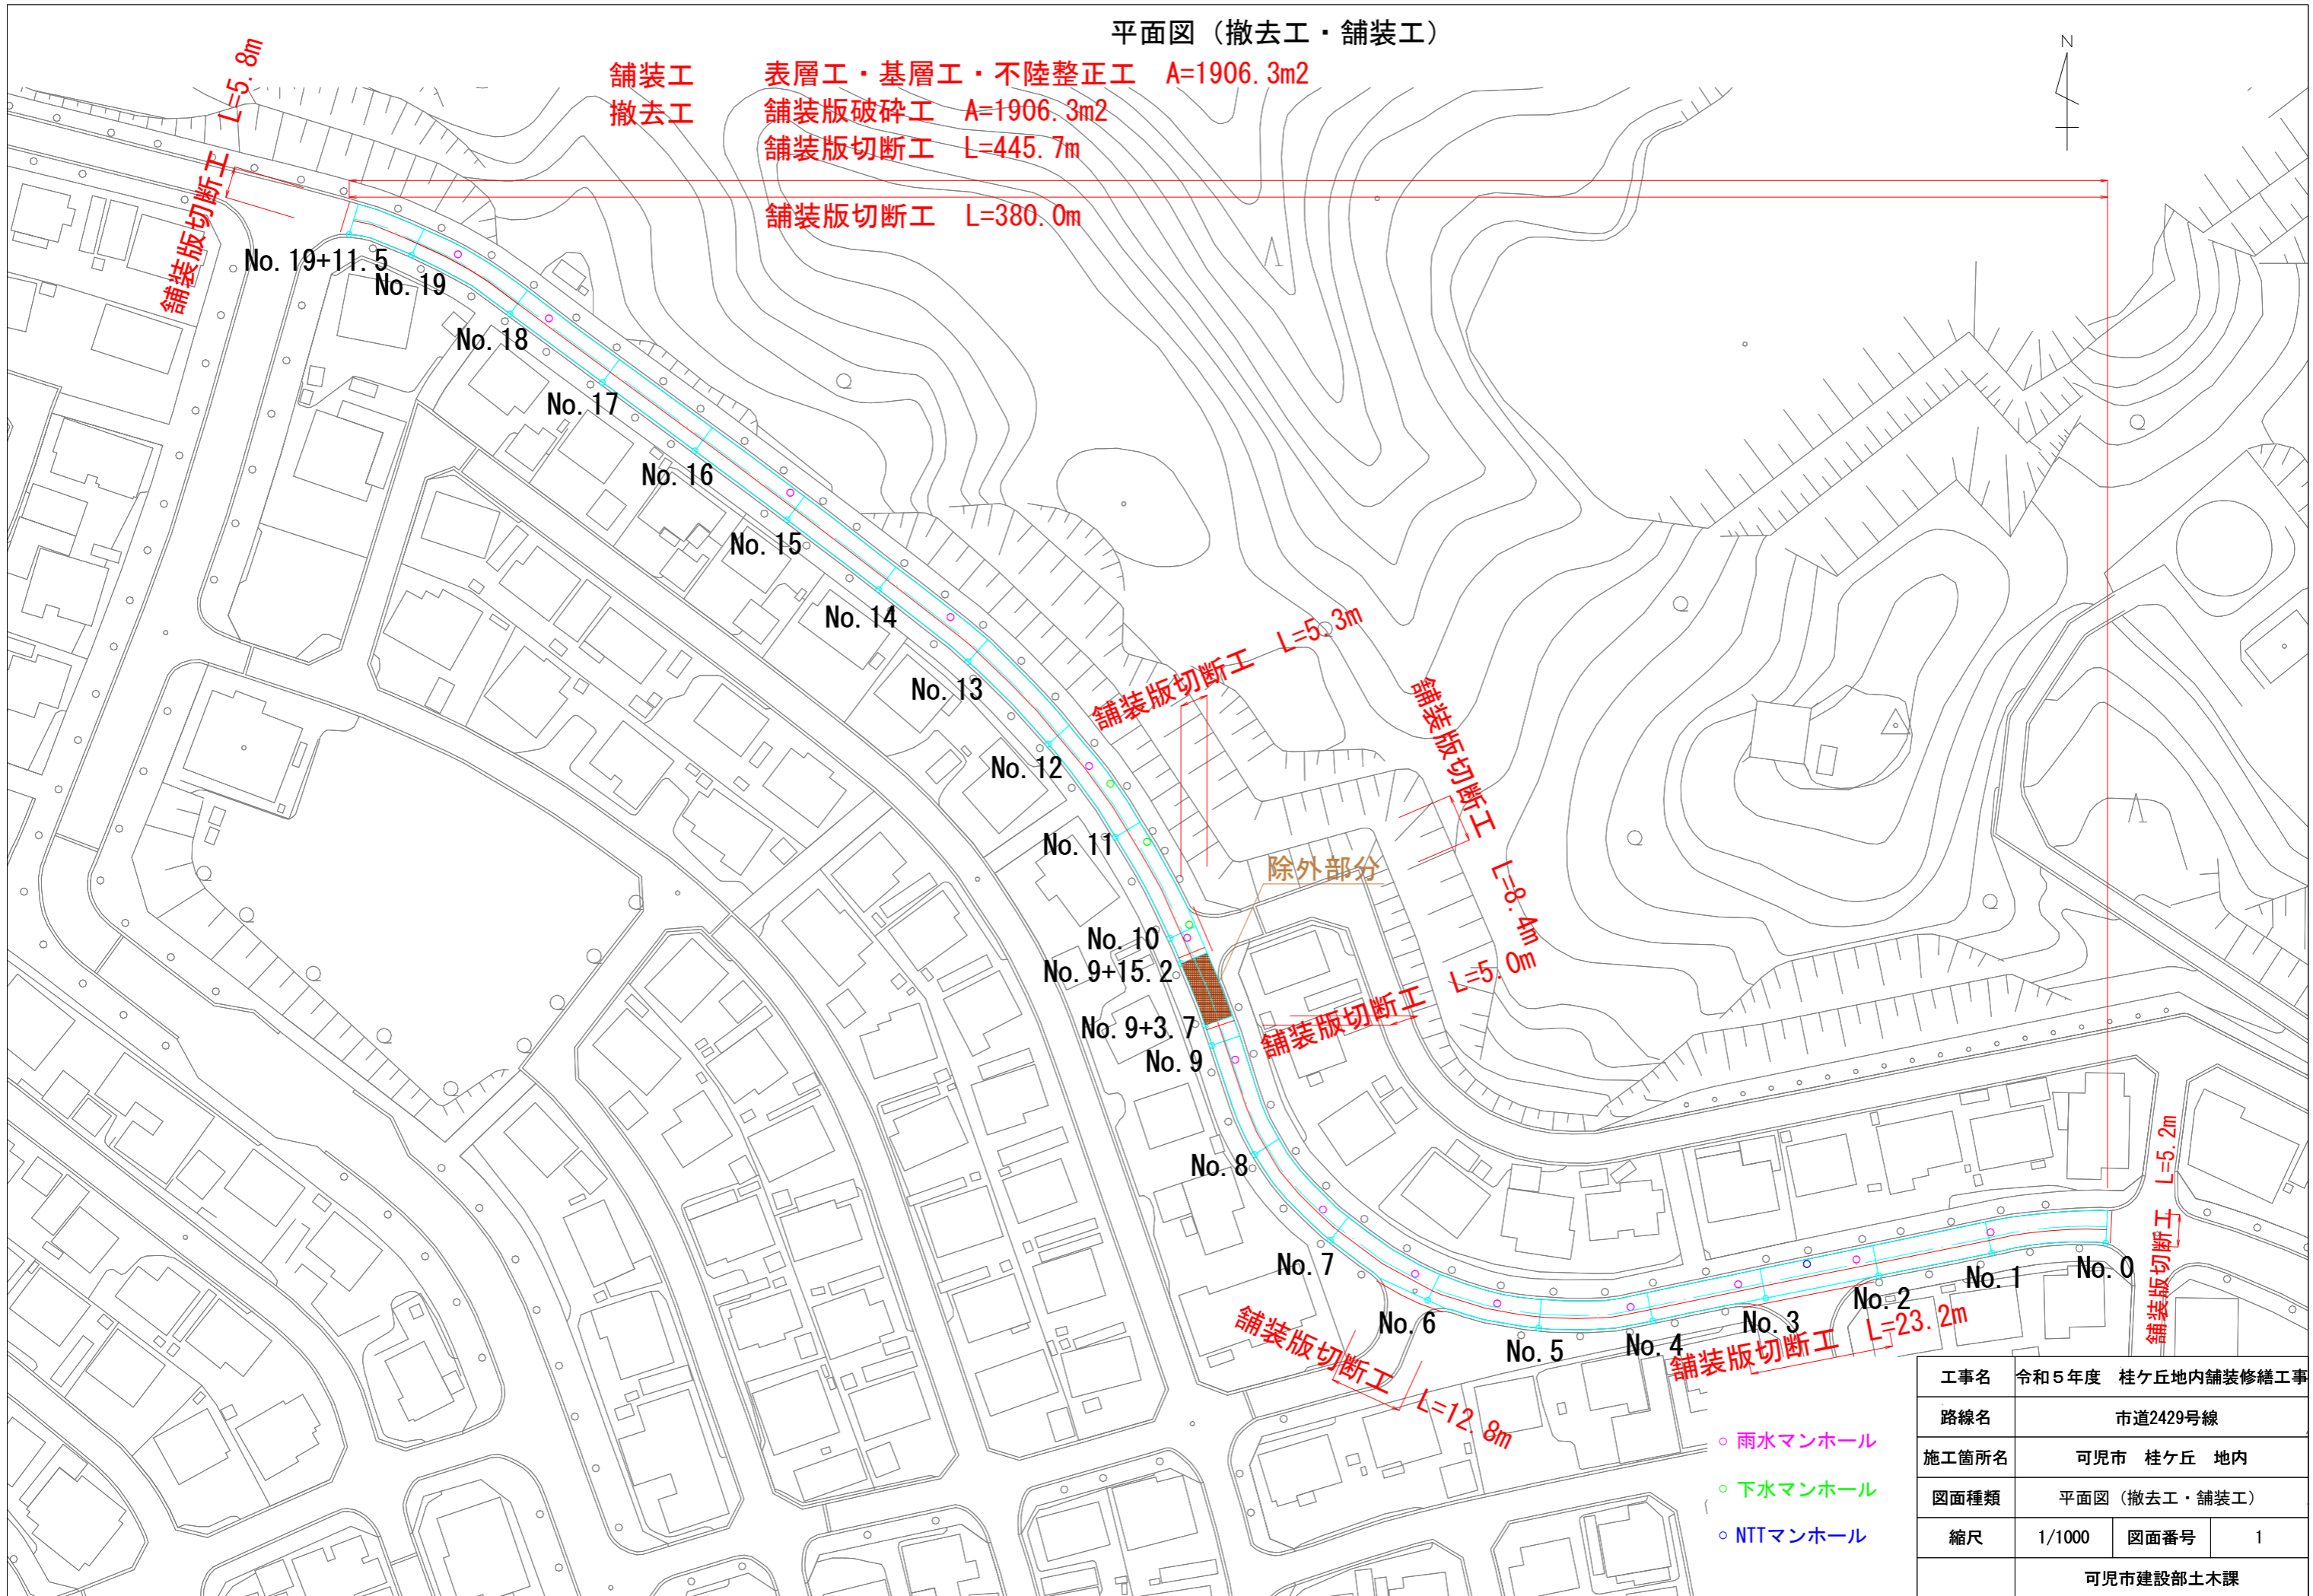 平面図（撤去工・舗装工）
N
舗装工　表層工・基層工・不陸整正工　A=1906.3m2
撤去工　舗装版破砕工　A=1906.3m2
舗装版切断工　L=445.7m
舗装版切断工　L=380.0m
舗装版切断工　L=5.8m
No.19+11.5
No.19
No.18
No.17
No.16
No.15
No.14
No.13
No.12
No.11
舗装版切断工　L=5.3m
舗装版切断工　L=8.4m
除外部分
No.10
No.9+15.2
No.9+3.7
No.9
舗装版切断工　L=5.0m
No.8
No.7
No.6
No.5
No.4
No.3
No.2
No.1
No.0
舗装版切断工　L=5.2m
舗装版切断工　L=12.8m
舗装版切断工　L=23.2m
雨水マンホール
下水マンホール
NTTマンホール
工事名　令和５年度　桂ケ丘地内舗装修繕工事
路線名　市道2429号線
施工箇所名　可児市　桂ケ丘　地内
図面種類　平面図（撤去工・舗装工）
縮尺　1/1000　図面番号　1
可児市建設部土木課